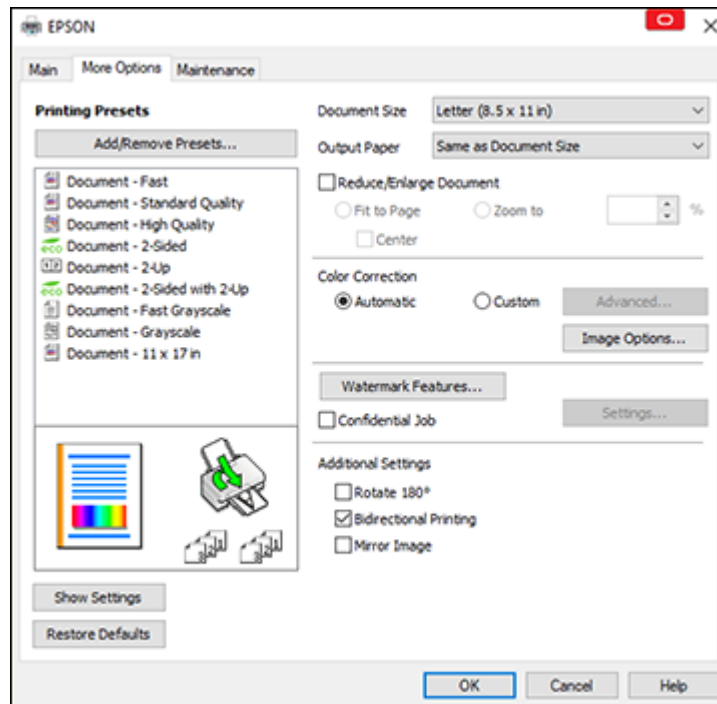 EPSON
Main
More Options
Maintenance
Printing Presets
Add/Remove Presets...
Document - Fast
Document - Standard Quality
Document - High Quality
eco Document - 2-Sided
Document - 2-Up
eco Document - 2-Sided with 2-Up
Document - Fast Grayscale
Document - Grayscale
Document - 11 x 17 in
Show Settings
Restore Defaults
Document Size
Letter (8.5 x 11 in)
Output Paper
Same as Document Size
Reduce/Enlarge Document
Fit to Page
Zoom to
%
Center
Color Correction
Automatic
Custom
Advanced...
Image Options...
Watermark Features...
Confidential Job
Settings...
Additional Settings
Rotate 180°
Bidirectional Printing
Mirror Image
OK
Cancel
Help